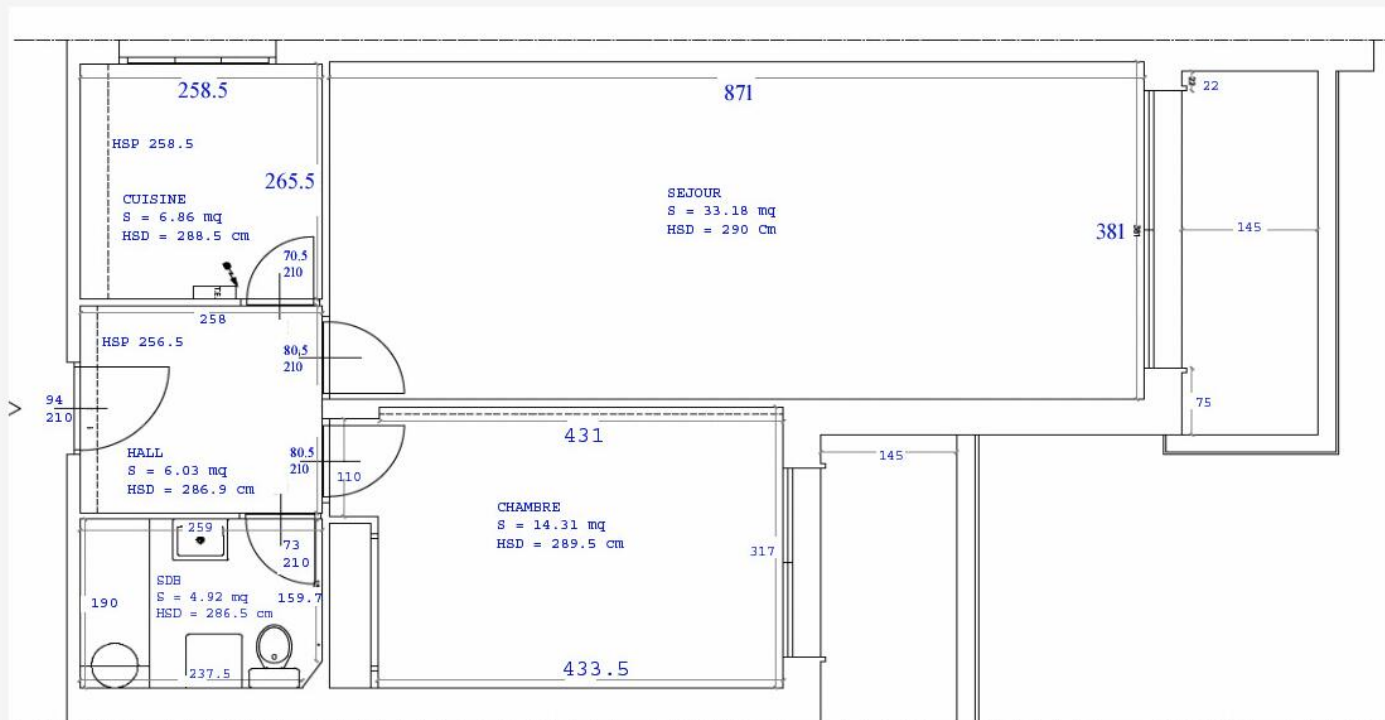 258.5
871
22
HSP 258.5
265.5
CUISINE
S = 6.86 mq
HSD = 288.5 cm
SEJOUR
S = 33.18 mq
HSD = 290 Cm
381
145
70.5
210
258
HSP 256.5
80.5
210
94
210
75
431
145
HALL
S = 6.03 mq
HSD = 286.9 cm
80.5
210
110
CHAMBRE
S = 14.31 mq
HSD = 289.5 cm
317
259
73
210
SDB
S = 4.92 mq
HSD = 286.5 cm
190
159.7
237.5
433.5